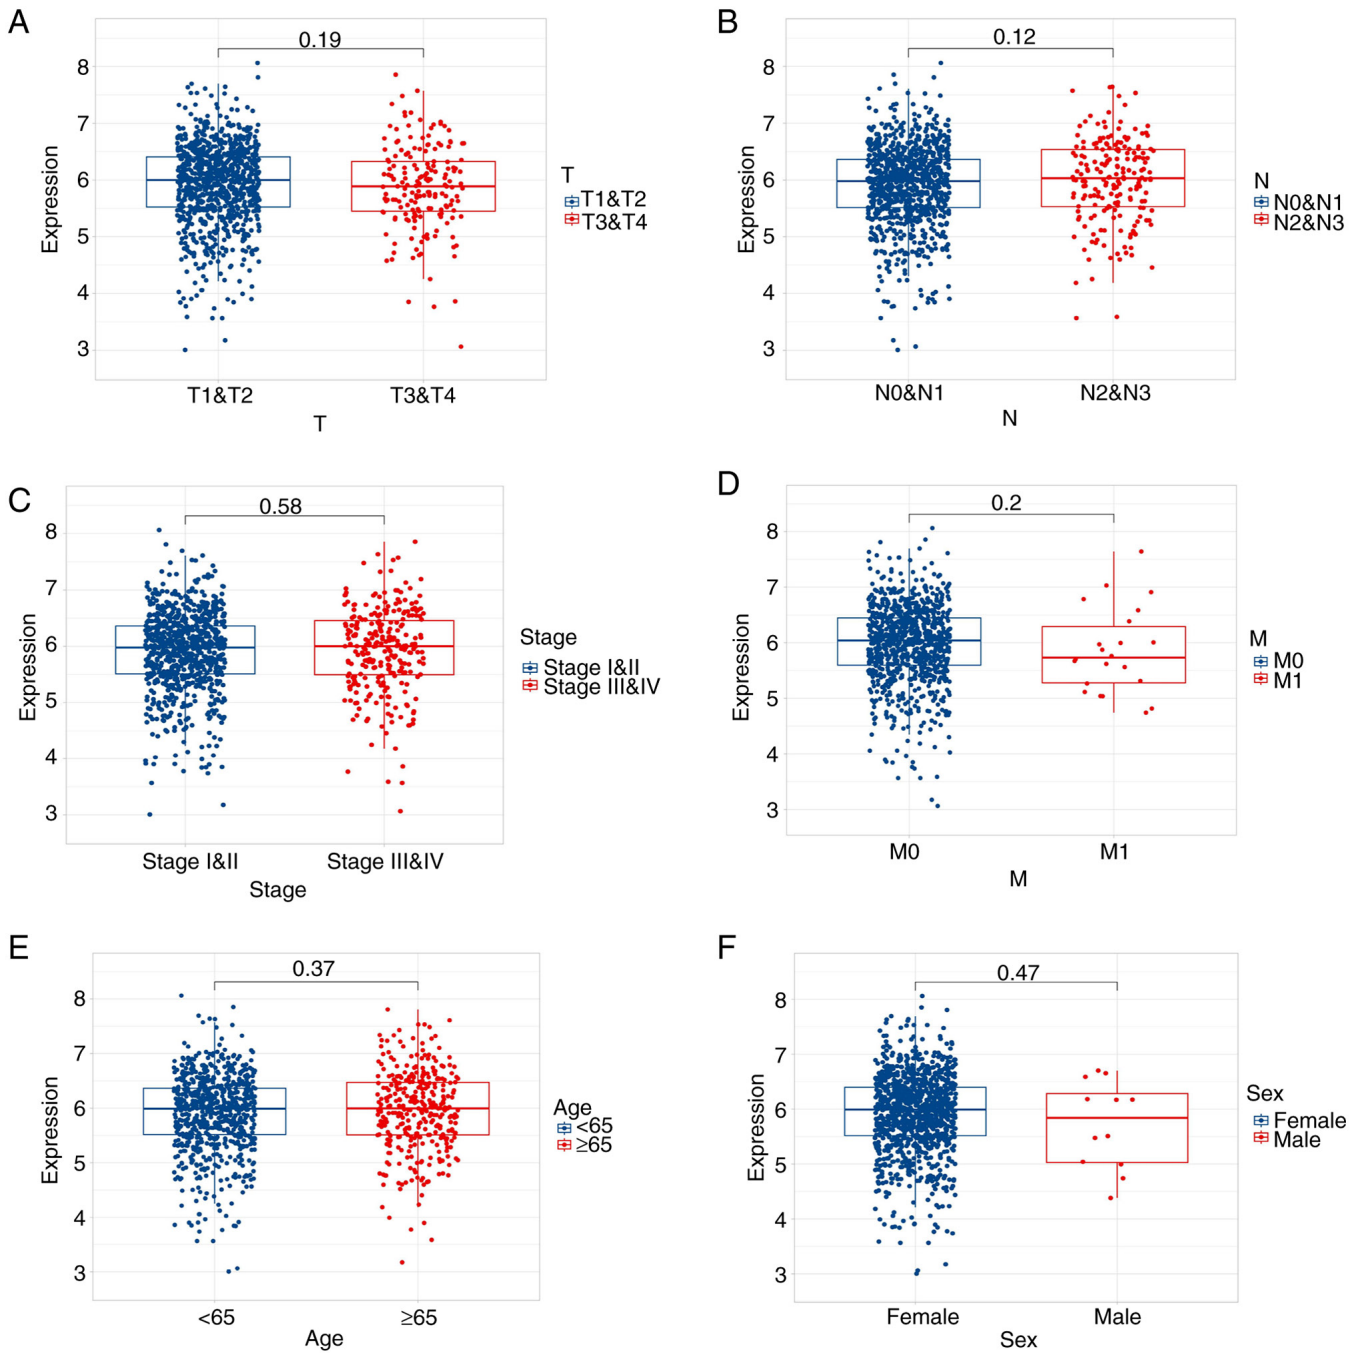 A
0.19
8
7
6
5
4
3
Expression
T1&T2
T3&T4
T
T
T1&T2
T3&T4
B
0.12
8
7
6
5
4
3
Expression
N0&N1
N2&N3
N
N
N0&N1
N2&N3
C
0.58
8
7
6
5
4
3
Expression
Stage I&II
Stage III&IV
Stage
Stage
Stage I&II
Stage III&IV
D
0.2
8
7
6
5
4
3
Expression
M0
M1
M
M
M0
M1
E
0.37
8
7
6
5
4
3
Expression
<65
≥65
Age
Age
<65
≥65
F
0.47
8
7
6
5
4
3
Expression
Female
Male
Sex
Sex
Female
Male